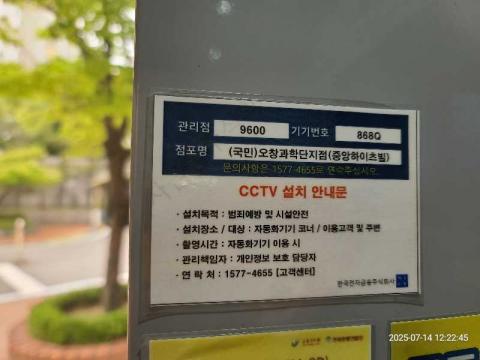 관리점 9600 기기번호 868Q
점포명 (국민)오창과학단지점(중앙하이츠빌)
문의사항은 1577-4655로 연락주십시오.
CCTV 설치 안내문
· 설치목적 : 범죄예방 및 시설안전
· 설치장소 / 대상 : 자동화기기 코너 / 이용고객 및 주변
· 촬영시간 : 자동화기기 이용 시
· 관리책임자 : 개인정보 보호 담당자
· 연 락 처 : 1577-4655 [고객센터]
한국전자금융주식회사
2025-07-14 12:22:45